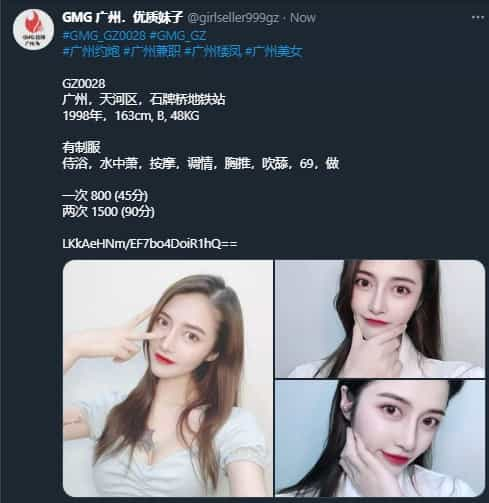 GMG 广州．优质妹子 @girlseller999gz · Now
#GMG_GZ0028 #GMG_GZ
#广州约炮 #广州兼职 #广州楼凤 #广州美女
GZ0028
广州，天河区，石牌桥地铁站
1998年，163cm, B, 48KG
有制服
侍浴，水中萧，按摩，调情，胸推，吹舔，69，做
一次 800 (45分)
两次 1500 (90分)
LKkAeHNm/EF7bo4DoiR1hQ==